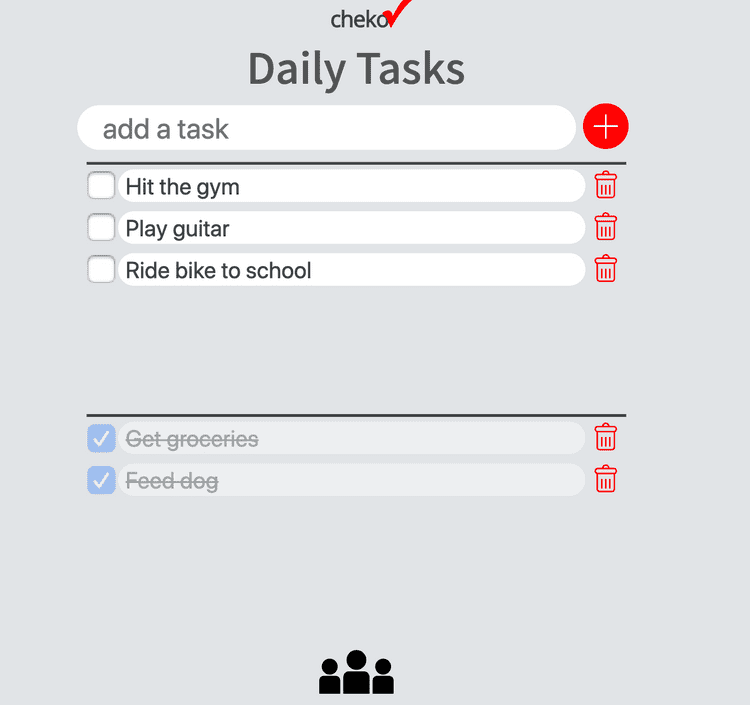 cheko
Daily Tasks
add a task
Hit the gym
Play guitar
Ride bike to school
Get groceries
Feed dog